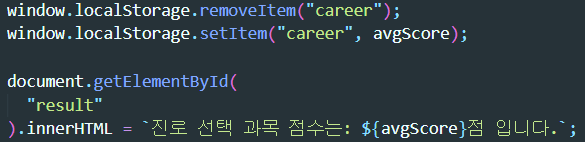 window.localStorage.removeItem("career");
window.localStorage.setItem("career", avgScore);
document.getElementById(
"result"
).innerHTML = `진로 선택 과목 점수는: ${avgScore}점 입니다.`;